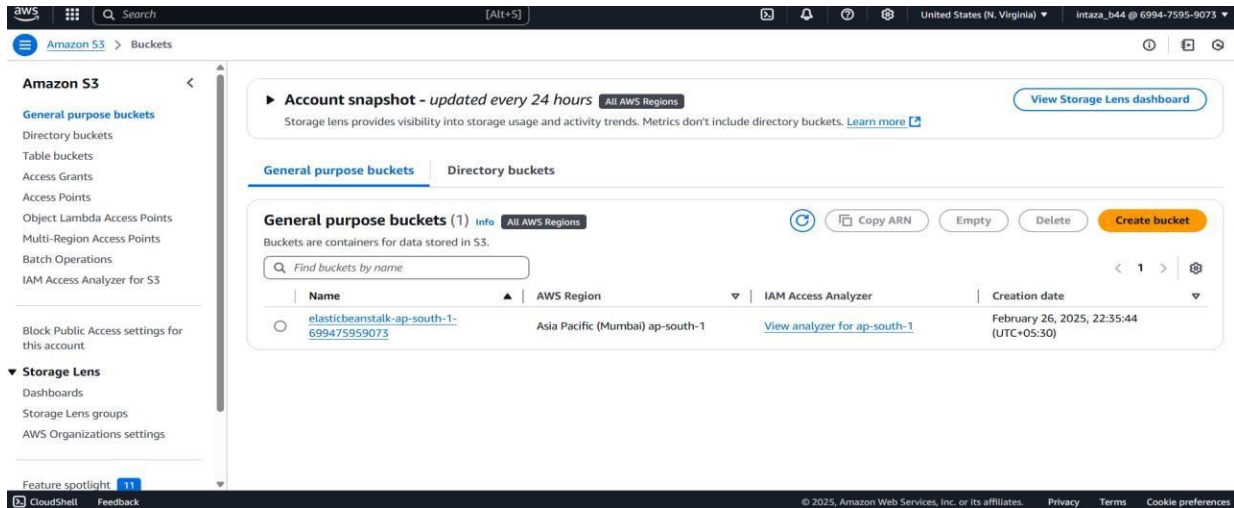 aws Search [Alt+S] United States (N. Virginia) ▼ intaza_b44 @ 6994-7595-9073 ▼
Amazon S3 > Buckets
Amazon S3 <
General purpose buckets
Directory buckets
Table buckets
Access Grants
Access Points
Object Lambda Access Points
Multi-Region Access Points
Batch Operations
IAM Access Analyzer for S3
Block Public Access settings for
this account
▼ Storage Lens
Dashboards
Storage Lens groups
AWS Organizations settings
Feature spotlight 11
▶ Account snapshot - updated every 24 hours All AWS Regions
View Storage Lens dashboard
Storage lens provides visibility into storage usage and activity trends. Metrics don't include directory buckets. Learn more
General purpose buckets Directory buckets
General purpose buckets (1) Info All AWS Regions
Copy ARN Empty Delete Create bucket
Buckets are containers for data stored in S3.
Find buckets by name
< 1 >
Name ▲ AWS Region ▽ IAM Access Analyzer Creation date ▽
elasticbeanstalk-ap-south-1-
699475959073
Asia Pacific (Mumbai) ap-south-1
View analyzer for ap-south-1
February 26, 2025, 22:35:44
(UTC+05:30)
CloudShell Feedback © 2025, Amazon Web Services, Inc. or its affiliates. Privacy Terms Cookie preferences